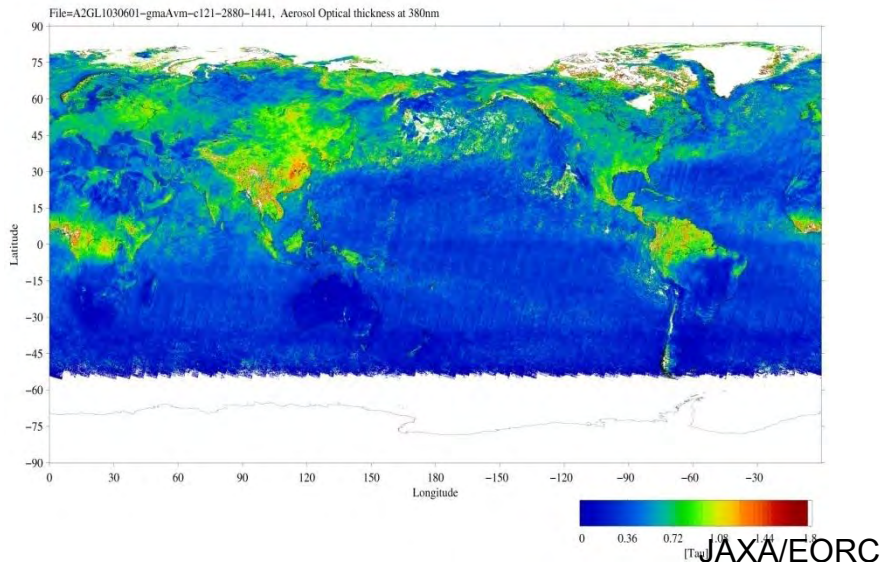 File=A2GL1030601-gmaAvm-c121-2880-1441, Aerosol Optical thickness at 380nm
90
75
60
45
30
15
0
−15
−30
−45
−60
−75
−90
Latitude
0 30 60 90 120 150 180 −150 −120 −90 −60 −30
Longitude
0 0.36 0.72 1.08 1.44 1.8
[Tau]
JAXA/EORC